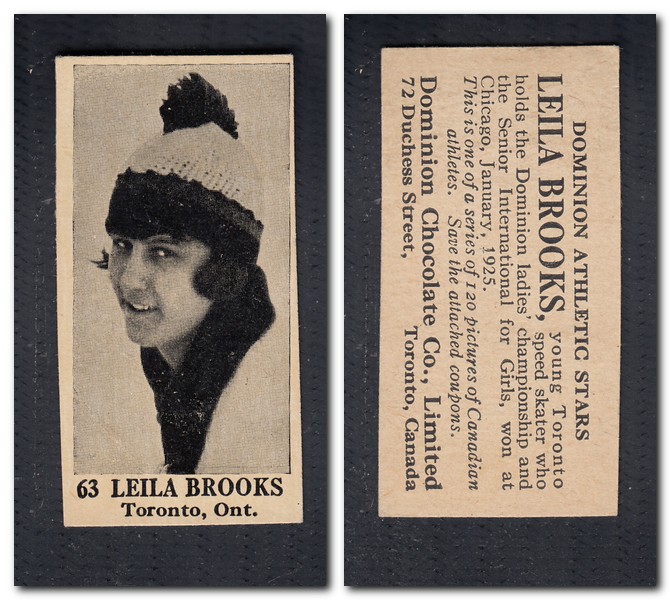 63 LEILA BROOKS
Toronto, Ont.
DOMINION ATHLETIC STARS
LEILA BROOKS, young Toronto
speed skater who
holds the Dominion ladies' championship and
the Senior International for Girls, won at
Chicago, January, 1925.
This is one of a series of 120 pictures of Canadian
athletes. Save the attached coupons.
Dominion Chocolate Co., Limited
72 Duchess Street, Toronto, Canada